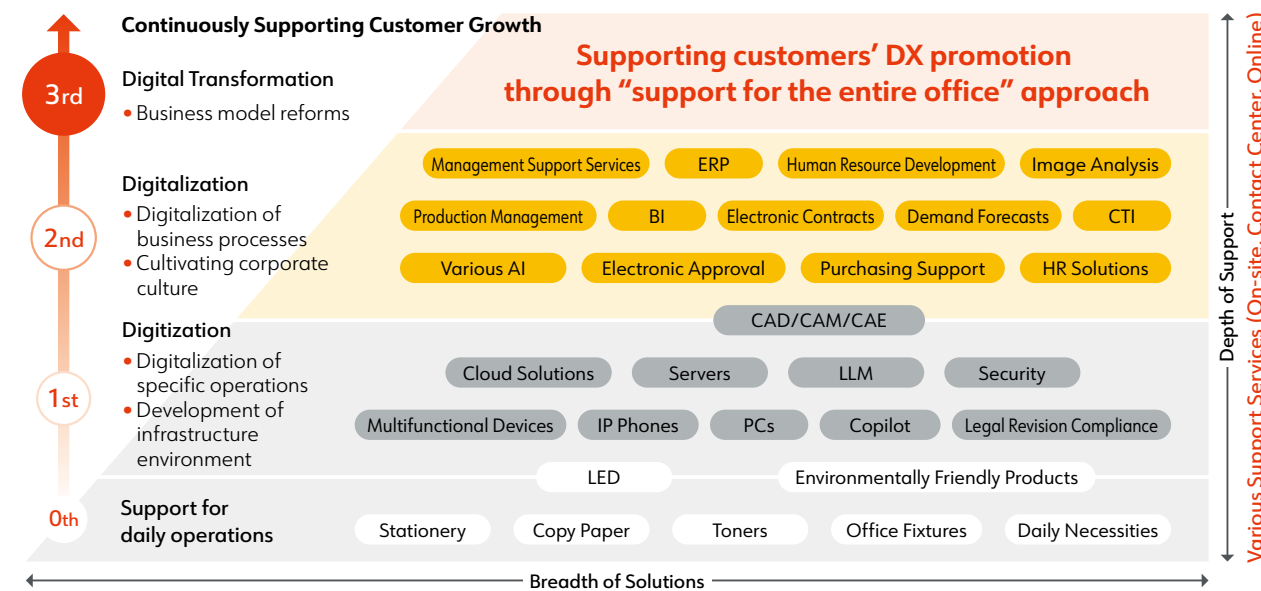 Continuously Supporting Customer Growth
Supporting customers’ DX promotion
through “support for the entire office” approach
3rd
Digital Transformation
• Business model reforms
2nd
Digitalization
• Digitalization of
business processes
• Cultivating corporate
culture
Management Support Services
ERP
Human Resource Development
Image Analysis
Production Management
BI
Electronic Contracts
Demand Forecasts
CTI
Various AI
Electronic Approval
Purchasing Support
HR Solutions
1st
Digitization
• Digitalization of
specific operations
• Development of
infrastructure
environment
CAD/CAM/CAE
Cloud Solutions
Servers
LLM
Security
Multifunctional Devices
IP Phones
PCs
Copilot
Legal Revision Compliance
LED
Environmentally Friendly Products
0th
Support for
daily operations
Stationery
Copy Paper
Toners
Office Fixtures
Daily Necessities
Breadth of Solutions
Depth of Support
Various Support Services (On-site, Contact Center, Online)